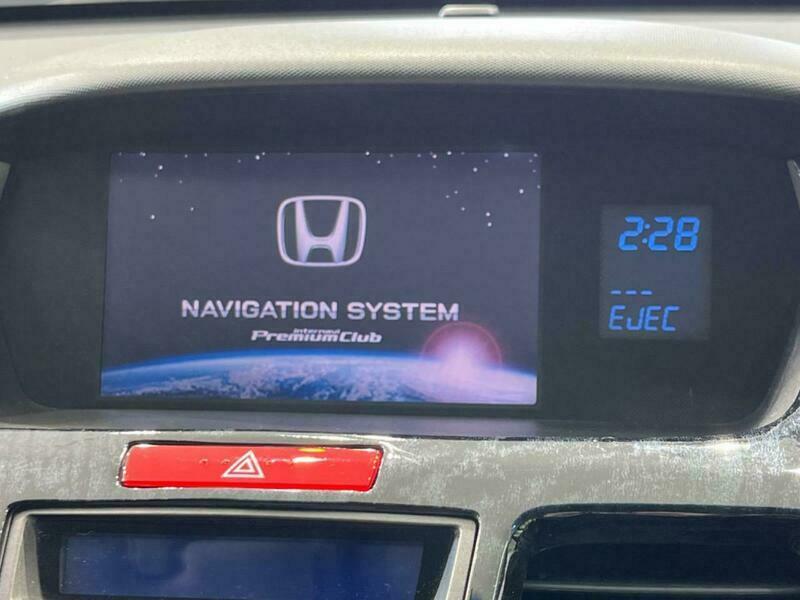 NAVIGATION SYSTEM
internavi
PremiumClub
2:28
---
EJEC